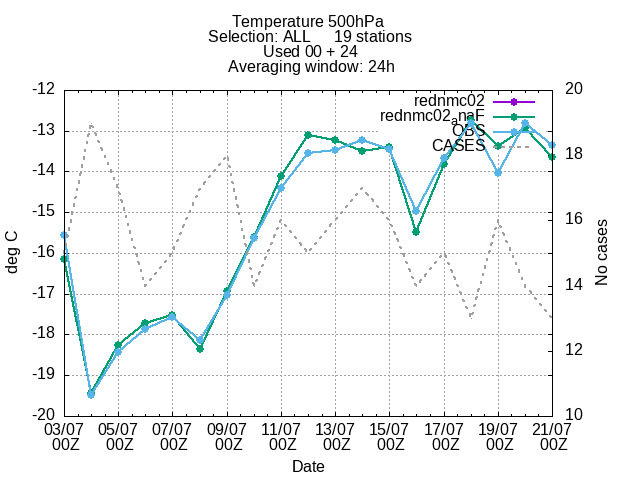 Temperature 500hPa
Selection: ALL 19 stations
Used 00 + 24
Averaging window: 24h
-12
-13
-14
-15
-16
-17
-18
-19
-20
deg C
20
18
16
14
12
10
No cases
rednmc02
rednmc02anaF
OBS
CASES
03/07 05/07 07/07 09/07 11/07 13/07 15/07 17/07 19/07 21/07
00Z 00Z 00Z 00Z 00Z 00Z 00Z 00Z 00Z 00Z
Date